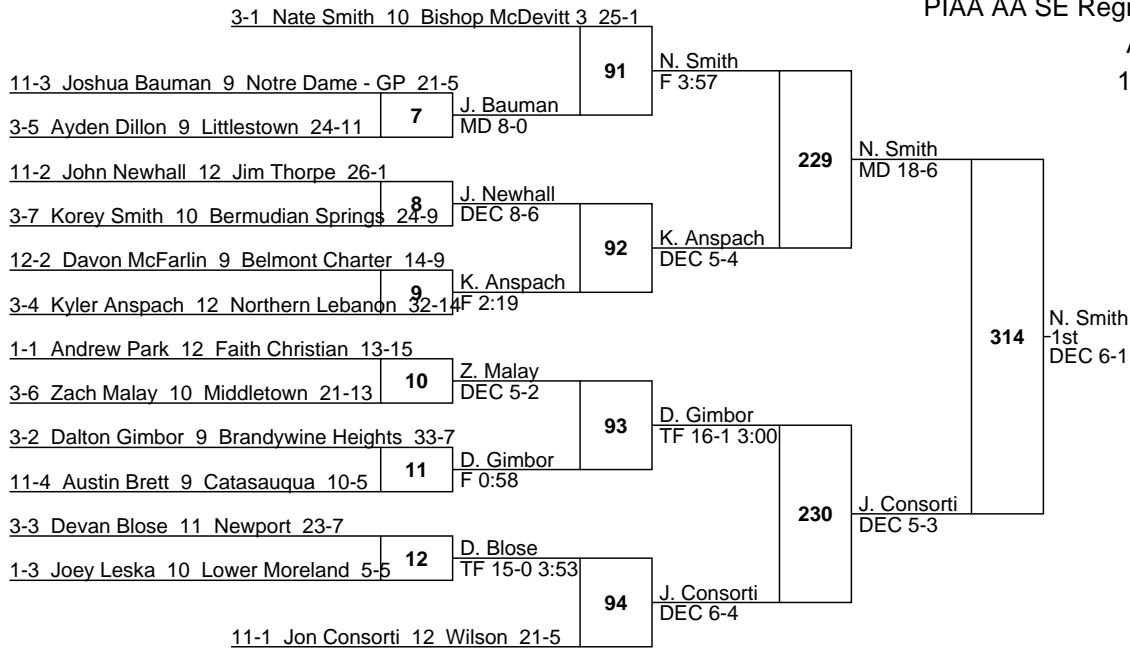 3-1 Nate Smith 10 Bishop McDevitt 3 25-1
PIAA AA SE Regi
1
91
N. Smith
F 3:57
11-3 Joshua Bauman 9 Notre Dame - GP 21-5
7
J. Bauman
MD 8-0
3-5 Ayden Dillon 9 Littlestown 24-11
229
N. Smith
MD 18-6
11-2 John Newhall 12 Jim Thorpe 26-1
8
J. Newhall
DEC 8-6
3-7 Korey Smith 10 Bermudian Springs 24-9
92
K. Anspach
DEC 5-4
12-2 Davon McFarlin 9 Belmont Charter 14-9
9
K. Anspach
F 2:19
3-4 Kyler Anspach 12 Northern Lebanon 32-14
314
N. Smith
1st
DEC 6-1
1-1 Andrew Park 12 Faith Christian 13-15
10
Z. Malay
DEC 5-2
3-6 Zach Malay 10 Middletown 21-13
93
D. Gimbor
TF 16-1 3:00
3-2 Dalton Gimbor 9 Brandywine Heights 33-7
11
D. Gimbor
F 0:58
11-4 Austin Brett 9 Catasauqua 10-5
230
J. Consorti
DEC 5-3
3-3 Devan Blose 11 Newport 23-7
12
D. Blose
TF 15-0 3:53
1-3 Joey Leska 10 Lower Moreland 5-5
94
J. Consorti
DEC 6-4
11-1 Jon Consorti 12 Wilson 21-5